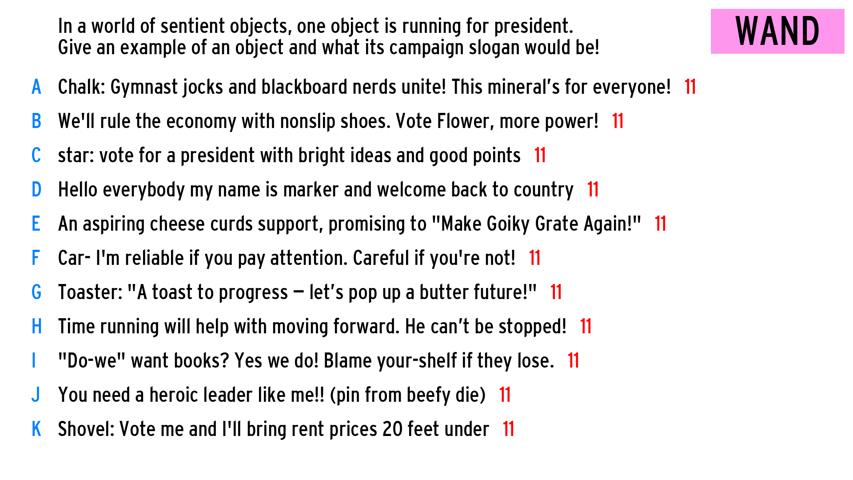 In a world of sentient objects, one object is running for president.
Give an example of an object and what its campaign slogan would be!
WAND
A Chalk: Gymnast jocks and blackboard nerds unite! This mineral’s for everyone! 11
B We'll rule the economy with nonslip shoes. Vote Flower, more power! 11
C star: vote for a president with bright ideas and good points 11
D Hello everybody my name is marker and welcome back to country 11
E An aspiring cheese curds support, promising to "Make Goiky Grate Again!" 11
F Car- I'm reliable if you pay attention. Careful if you're not! 11
G Toaster: "A toast to progress — let’s pop up a butter future!" 11
H Time running will help with moving forward. He can’t be stopped! 11
I "Do-we" want books? Yes we do! Blame your-shelf if they lose. 11
J You need a heroic leader like me!! (pin from beefy die) 11
K Shovel: Vote me and I'll bring rent prices 20 feet under 11